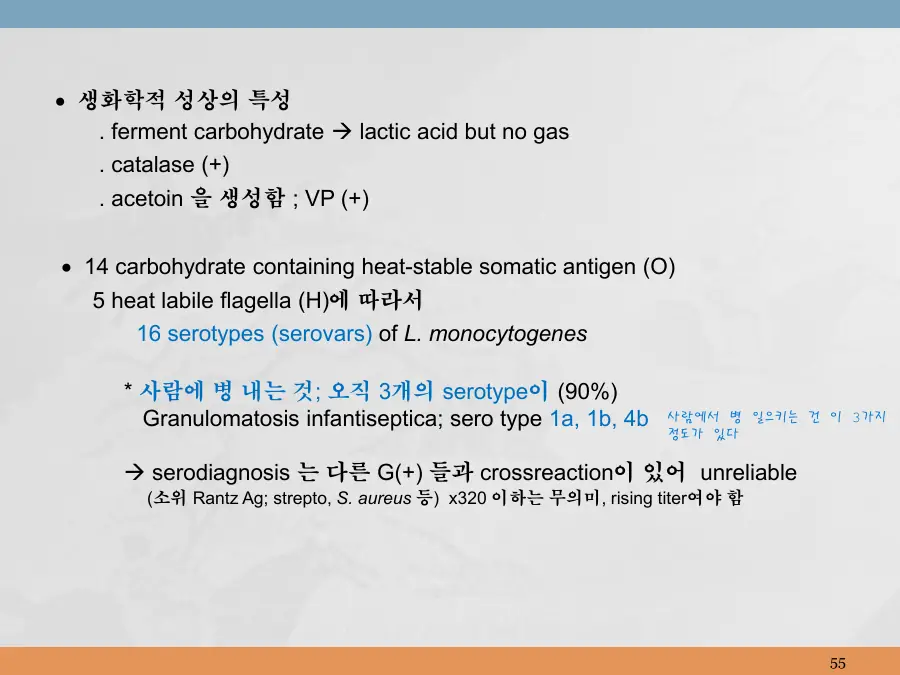 • 생화학적 성상의 특성
. ferment carbohydrate → lactic acid but no gas
. catalase (+)
. acetoin 을 생성함 ; VP (+)
• 14 carbohydrate containing heat-stable somatic antigen (O)
5 heat labile flagella (H)에 따라서
16 serotypes (serovars) of L. monocytogenes
* 사람에 병 내는 것; 오직 3개의 serotype이 (90%)
Granulomatosis infantiseptica; sero type 1a, 1b, 4b
사람에서 병 일으키는 건 이 3가지
정도가 있다
→ serodiagnosis 는 다른 G(+) 들과 crossreaction이 있어 unreliable
(소위 Rantz Ag; strepto, S. aureus 등) x320 이하는 무의미, rising titer여야 함
55